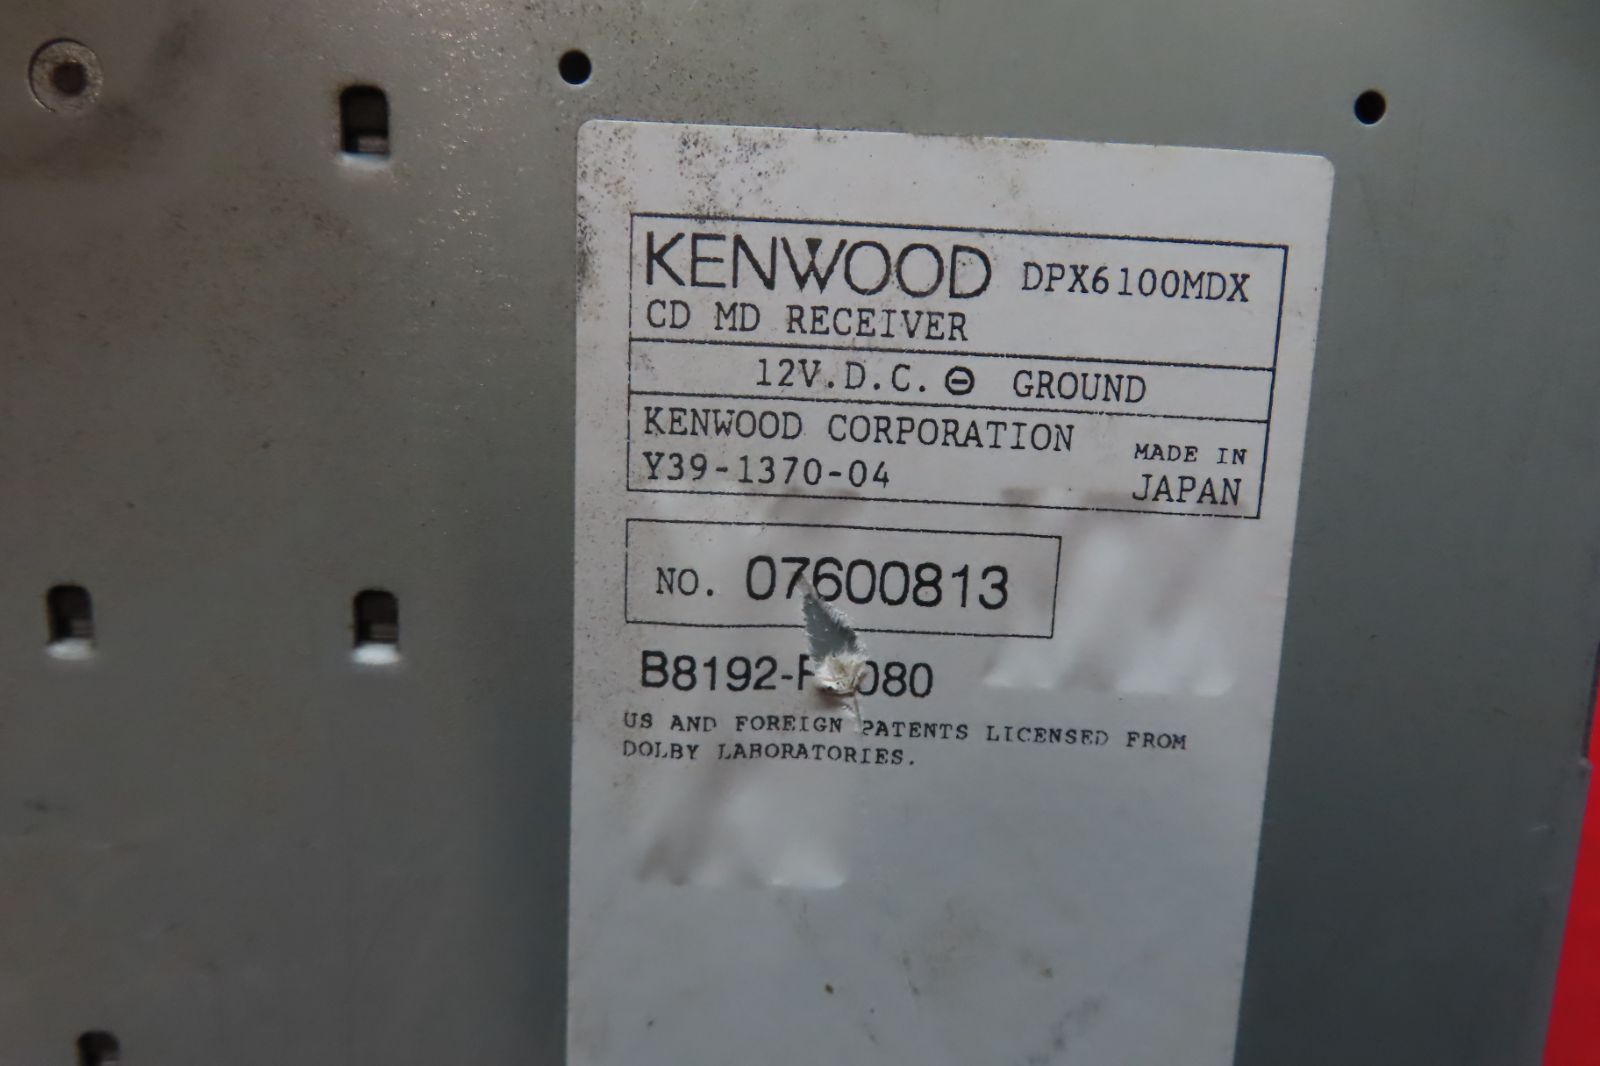 KENWOOD DPX6100MDX
CD MD RECEIVER
12V.D.C. ⊖ GROUND
KENWOOD CORPORATION
Y39-1370-04
MADE IN
JAPAN
NO. 07600813
US AND FOREIGN PATENTS LICENSED FROM
DOLBY LABORATORIES.